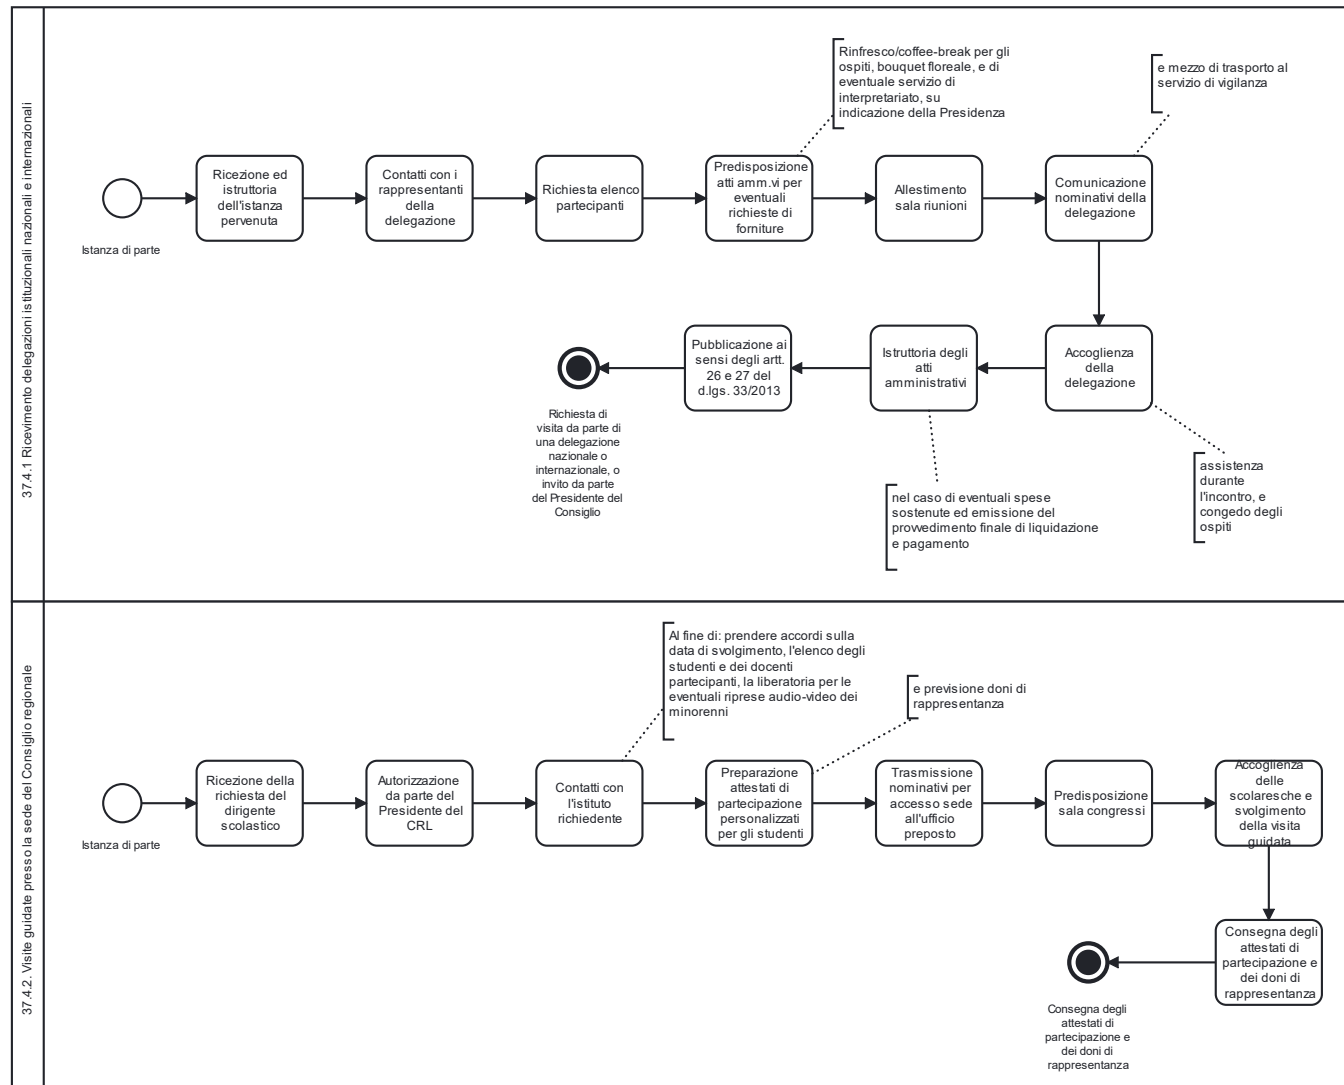 37.4.1 Ricevimento delegazioni istituzionali nazionali e internazionali
Rinfresco/coffee-break per gli
ospiti, bouquet floreale, e di
eventuale servizio di
interpretariato, su
indicazione della Presidenza
e mezzo di trasporto al
servizio di vigilanza
Istanza di parte
Ricezione ed
istruttoria
dell'istanza
pervenuta
Contatti con i
rappresentanti
della
delegazione
Richiesta elenco
partecipanti
Predisposizione
atti amm.vi per
eventuali
richieste di
forniture
Allestimento
sala riunioni
Comunicazione
nominativi della
delegazione
Accoglienza
della
delegazione
assistenza
durante
l'incontro, e
congedo degli
ospiti
Istruttoria degli
atti
amministrativi
nel caso di eventuali spese
sostenute ed emissione del
provvedimento finale di liquidazione
e pagamento
Pubblicazione ai
sensi degli artt.
26 e 27 del
d.lgs. 33/2013
Richiesta di
visita da parte di
una delegazione
nazionale o
internazionale, o
invito da parte
del Presidente del
Consiglio
37.4.2. Visite guidate presso la sede del Consiglio regionale
Al fine di: prendere accordi sulla
data di svolgimento, l'elenco degli
studenti e dei docenti
partecipanti, la liberatoria per le
eventuali riprese audio-video dei
minorenni
e previsione doni di
rappresentanza
Istanza di parte
Ricezione della
richiesta del
dirigente
scolastico
Autorizzazione
da parte del
Presidente del
CRL
Contatti con
l'istituto
richiedente
Preparazione
attestati di
partecipazione
personalizzati
per gli studenti
Trasmissione
nominativi per
accesso sede
all'ufficio
preposto
Predisposizione
sala congressi
Accoglienza
delle
scolaresche e
svolgimento
della visita
guidata
Consegna degli
attestati di
partecipazione e
dei doni di
rappresentanza
Consegna degli
attestati di
partecipazione e
dei doni di
rappresentanza